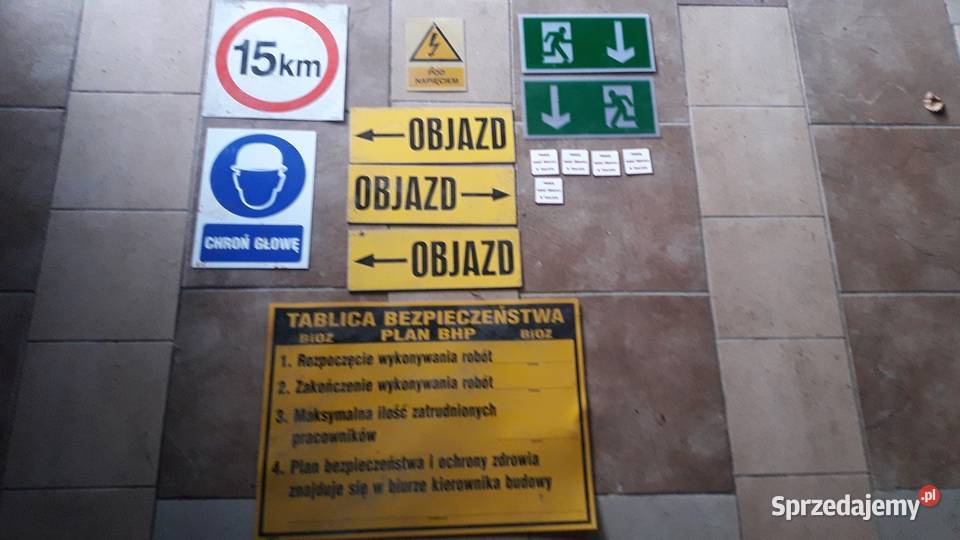 15km
POD
NAPIĘCIEM
← OBJAZD
OBJAZD →
← OBJAZD
CHROŃ GŁOWĘ
TABLICA BEZPIECZEŃSTWA
BIOZ PLAN BHP BIOZ
1. Rozpoczęcie wykonywania robót
2. Zakończenie wykonywania robót
3. Maksymalna ilość zatrudnionych
pracowników
4. Plan bezpieczeństwa i ochrony zdrowia
znajduje się w biurze kierownika budowy
Sprzedajemy.pl